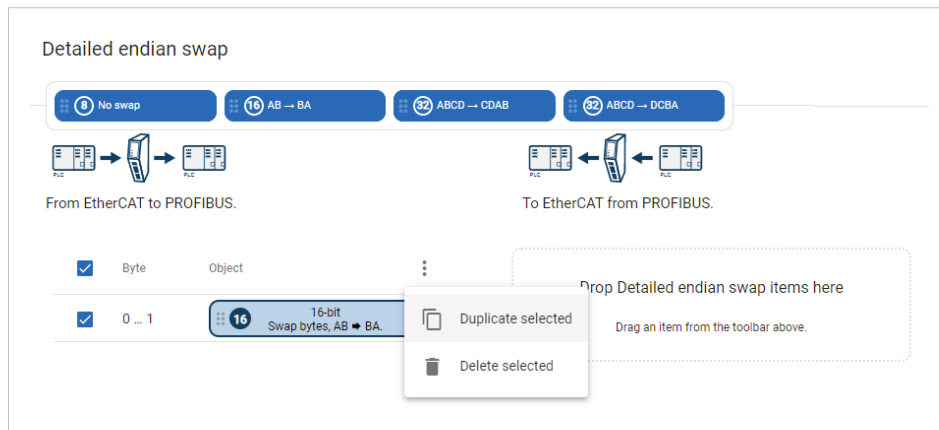 Detailed endian swap
8 No swap
16 AB → BA
32 ABCD → CDAB
32 ABCD → DCBA
PLC PLC
PLC PLC
From EtherCAT to PROFIBUS.
To EtherCAT from PROFIBUS.
Byte Object
0 ... 1
16
16-bit
Swap bytes, AB ➡ BA.
Duplicate selected
Delete selected
Drop Detailed endian swap items here
Drag an item from the toolbar above.